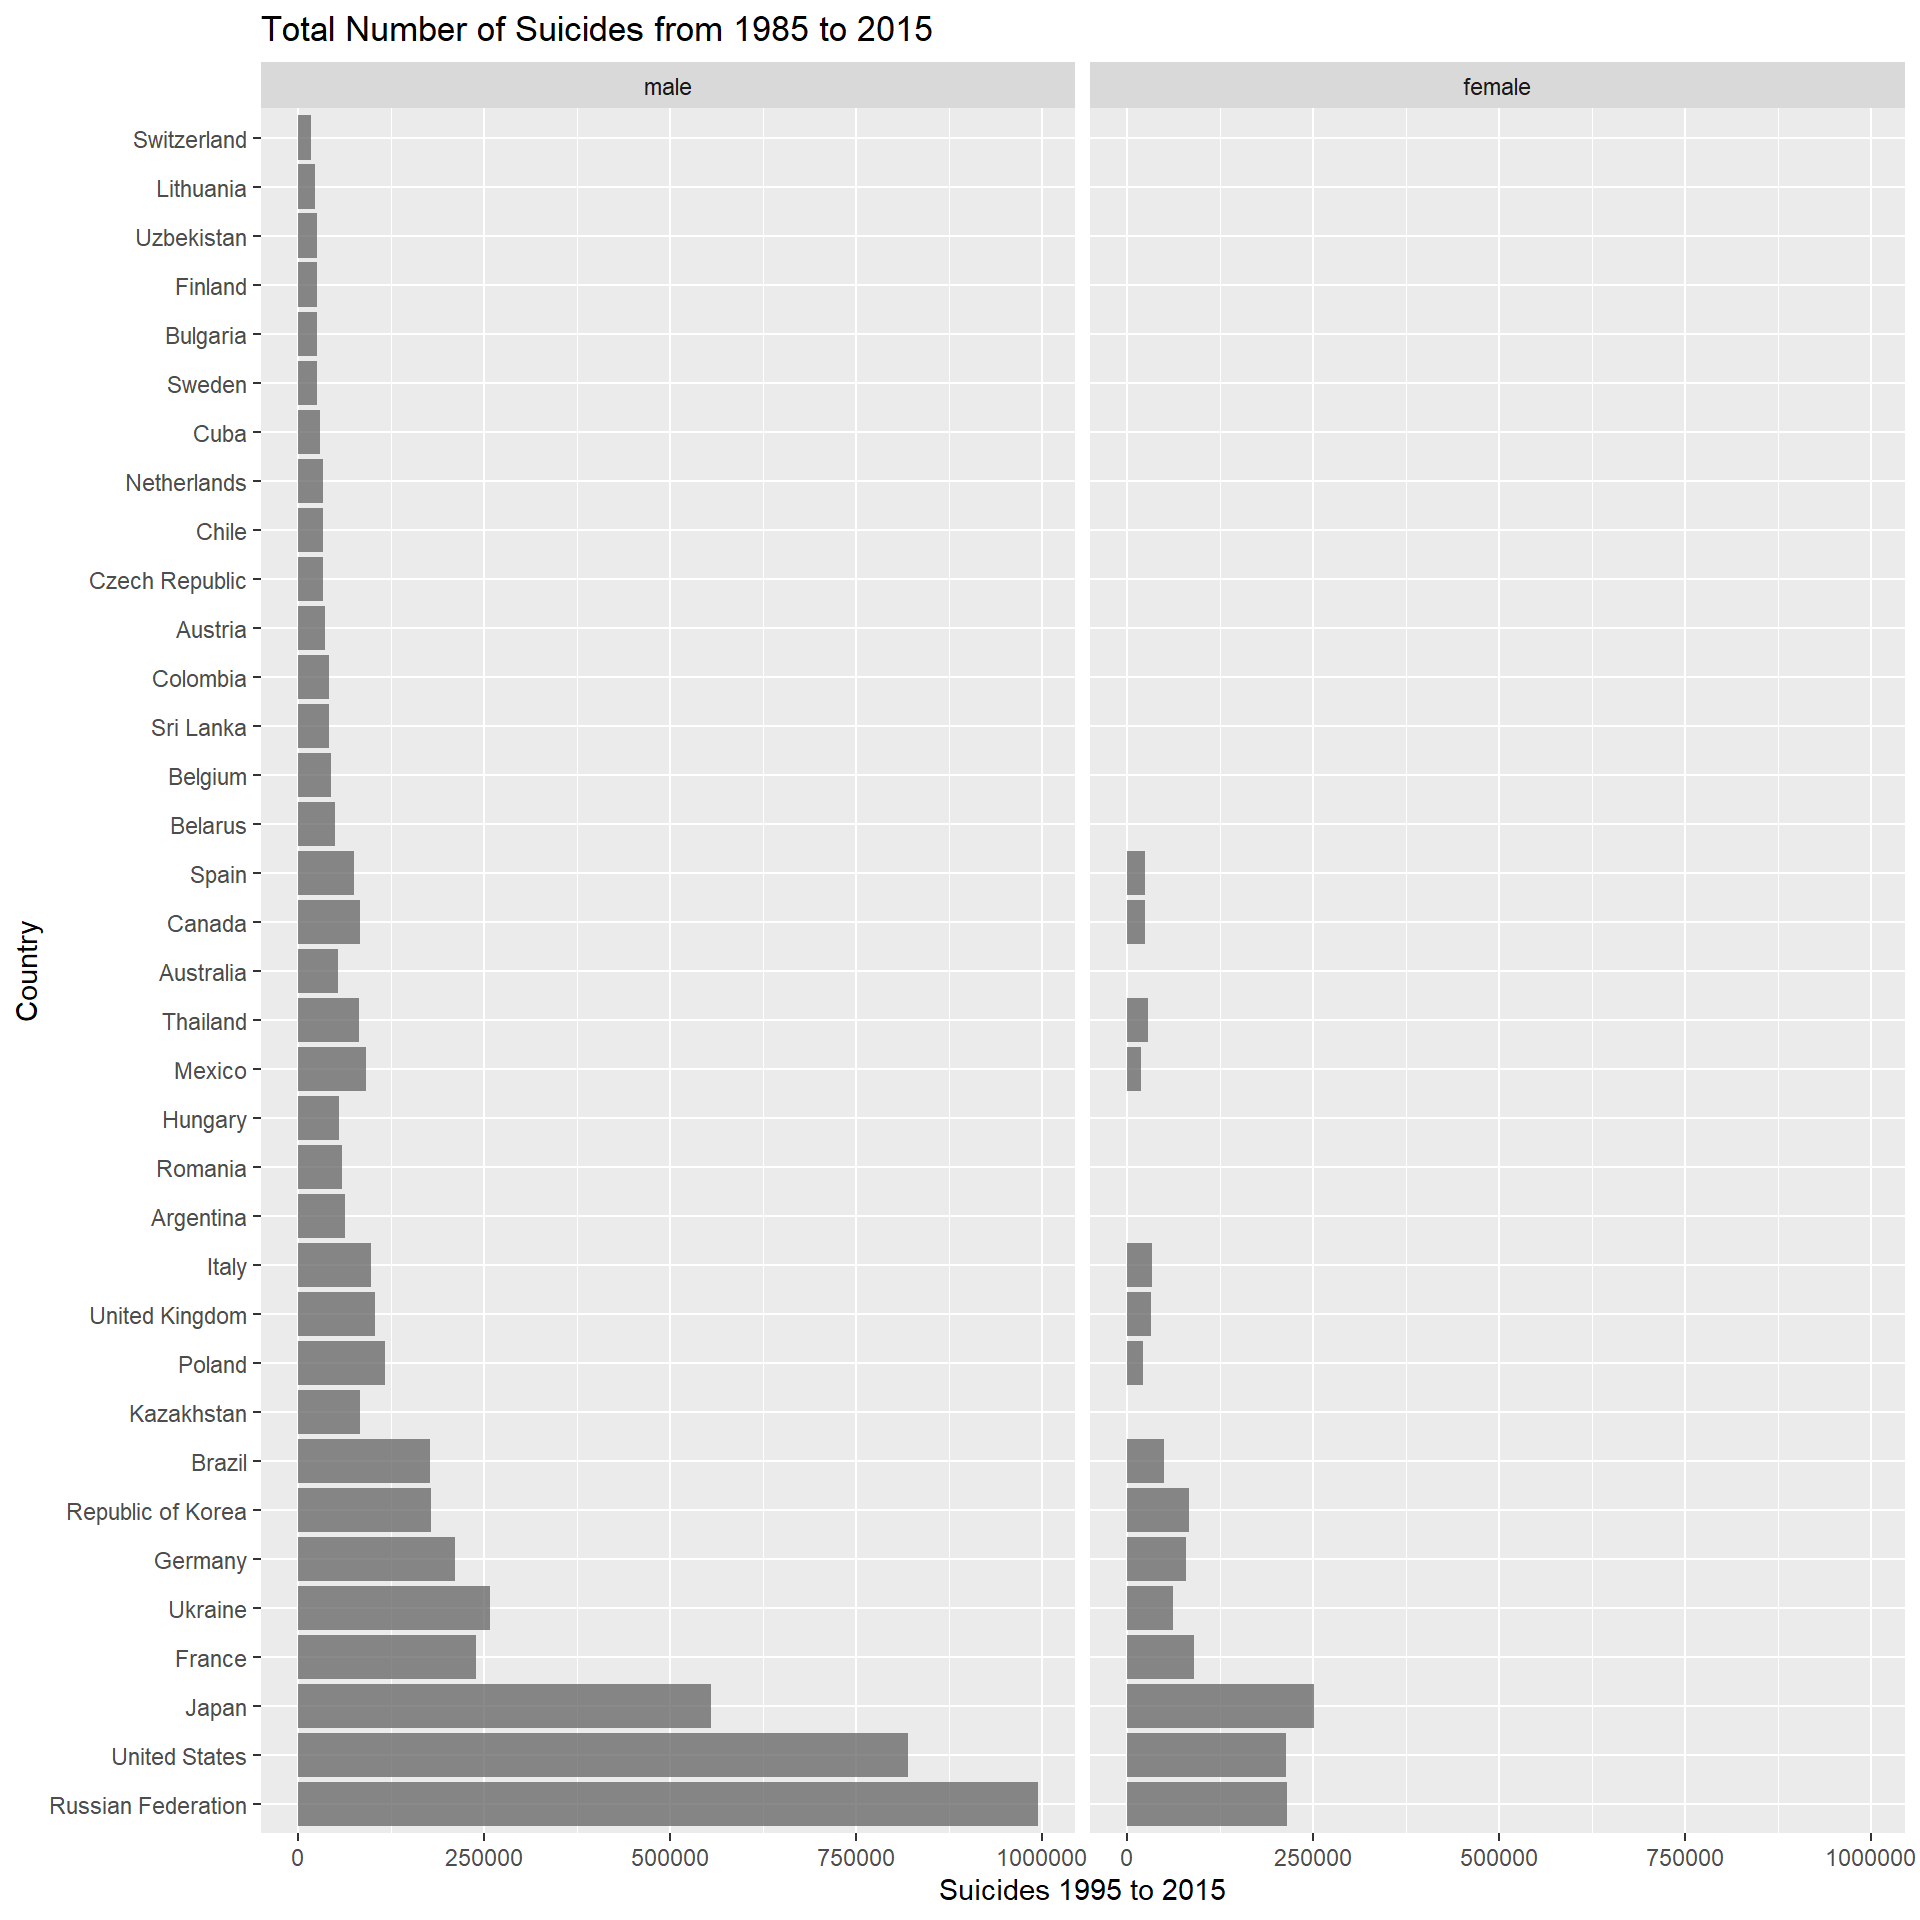 Total Number of Suicides from 1985 to 2015
male
female
Switzerland
Lithuania
Uzbekistan
Finland
Bulgaria
Sweden
Cuba
Netherlands
Chile
Czech Republic
Austria
Colombia
Sri Lanka
Belgium
Belarus
Spain
Canada
Australia
Thailand
Mexico
Hungary
Romania
Argentina
Italy
United Kingdom
Poland
Kazakhstan
Brazil
Republic of Korea
Germany
Ukraine
France
Japan
United States
Russian Federation
Country
0 250000 500000 750000 1000000
0 250000 500000 750000 1000000
Suicides 1995 to 2015